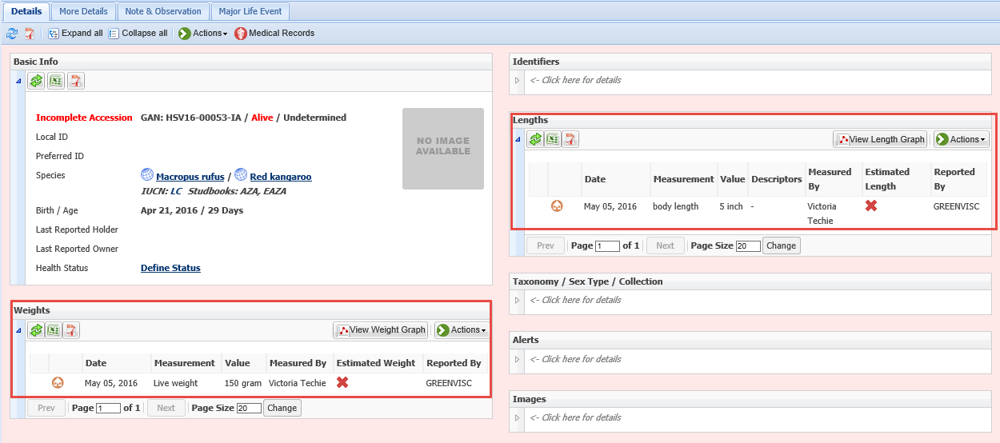 Details More Details Note & Observation Major Life Event
Expand all Collapse all Actions Medical Records
Basic Info
Incomplete Accession GAN: HSV16-00053-IA / Alive / Undetermined
Local ID
Preferred ID
Species Macropus rufus / Red kangaroo
IUCN: LC Studbooks: AZA, EAZA
Birth / Age Apr 21, 2016 / 29 Days
Last Reported Holder
Last Reported Owner
Health Status Define Status
NO IMAGE
AVAILABLE
Weights
View Weight Graph Actions
Date Measurement Value Measured By Estimated Weight Reported By
May 05, 2016 Live weight 150 gram Victoria Techie GREENVISC
Prev Page 1 of 1 Next Page Size 20 Change
Identifiers
<- Click here for details
Lengths
View Length Graph Actions
Date Measurement Value Descriptors Measured By Estimated Length Reported By
May 05, 2016 body length 5 inch - Victoria Techie GREENVISC
Prev Page 1 of 1 Next Page Size 20 Change
Taxonomy / Sex Type / Collection
<- Click here for details
Alerts
<- Click here for details
Images
<- Click here for details